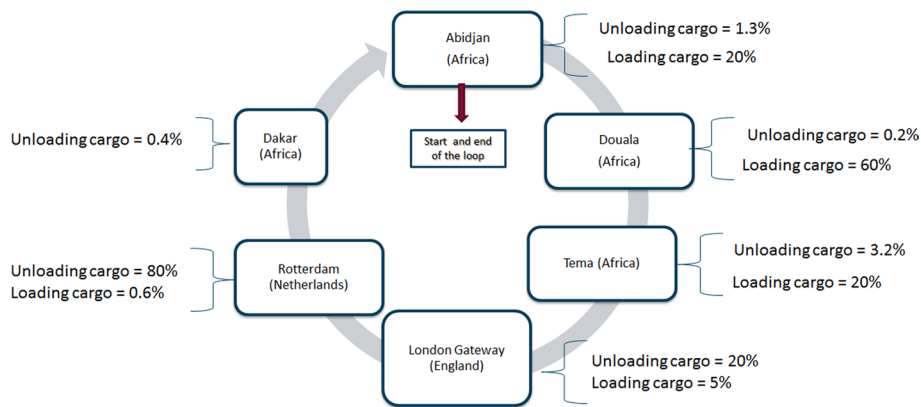 Abidjan
(Africa)
Unloading cargo = 1.3%
Loading cargo = 20%
Start and end
of the loop
Dakar
(Africa)
Unloading cargo = 0.4%
Douala
(Africa)
Unloading cargo = 0.2%
Loading cargo = 60%
Tema (Africa)
Unloading cargo = 3.2%
Loading cargo = 20%
London Gateway
(England)
Unloading cargo = 20%
Loading cargo = 5%
Rotterdam
(Netherlands)
Unloading cargo = 80%
Loading cargo = 0.6%